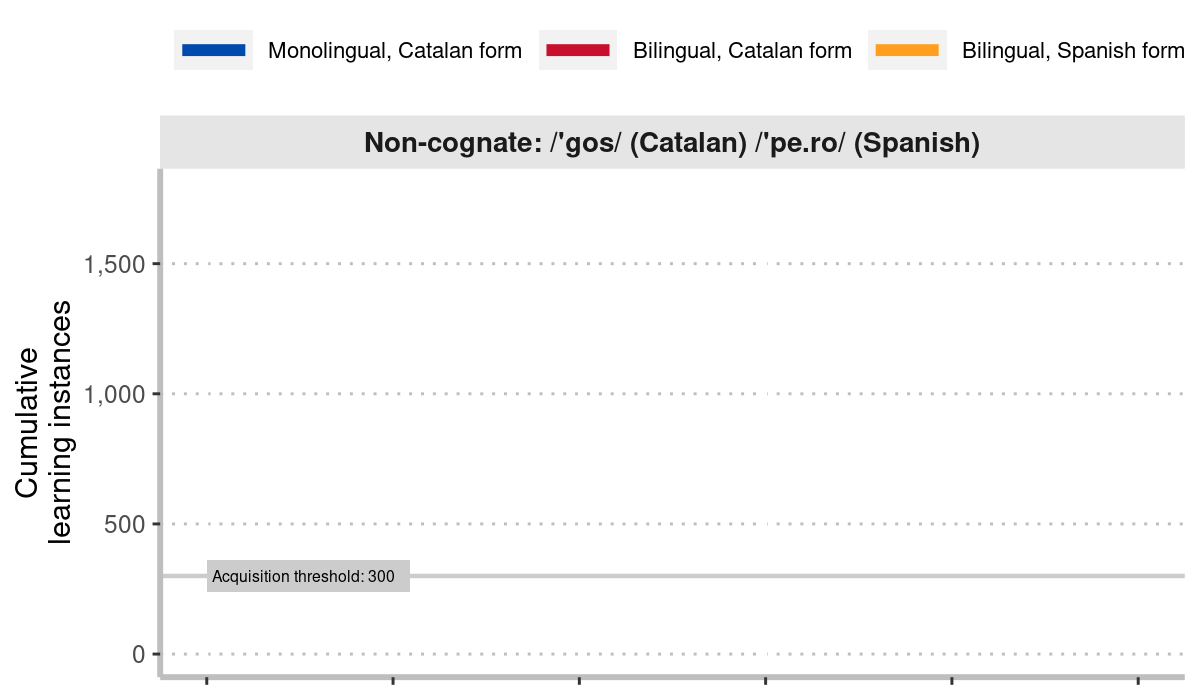 Monolingual, Catalan form
Bilingual, Catalan form
Bilingual, Spanish form
Non-cognate: /'gos/ (Catalan) /'pe.ro/ (Spanish)
Cumulative
learning instances
1,500
1,000
500
0
Acquisition threshold: 300